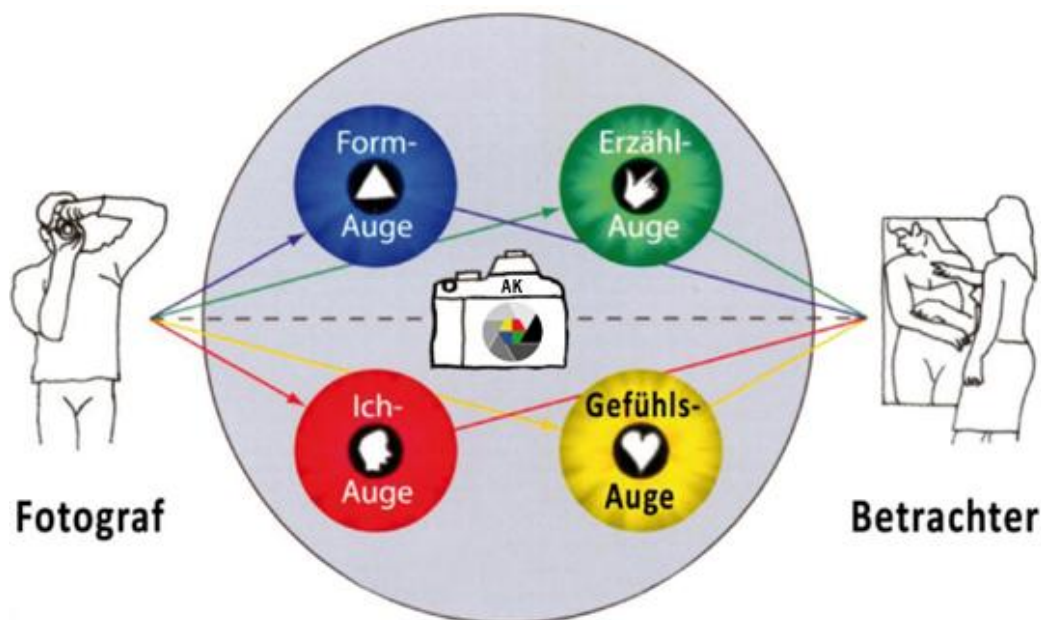 Form-
Auge
Erzähl-
Auge
AK
Ich-
Auge
Gefühls-
Auge
Fotograf
Betrachter